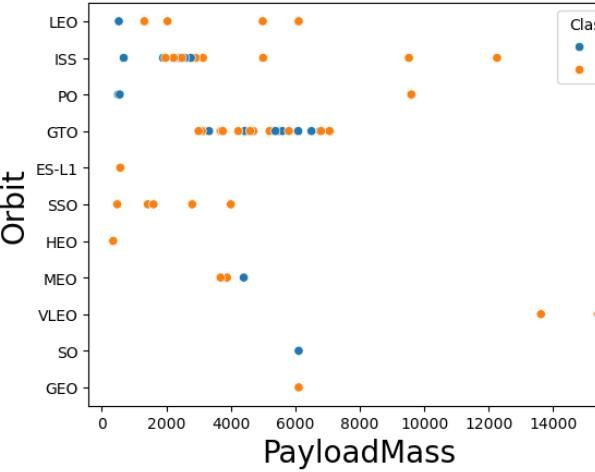 Clas
LEO
ISS
PO
GTO
ES-L1
SSO
HEO
MEO
VLEO
SO
GEO
Orbit
0 2000 4000 6000 8000 10000 12000 14000
PayloadMass